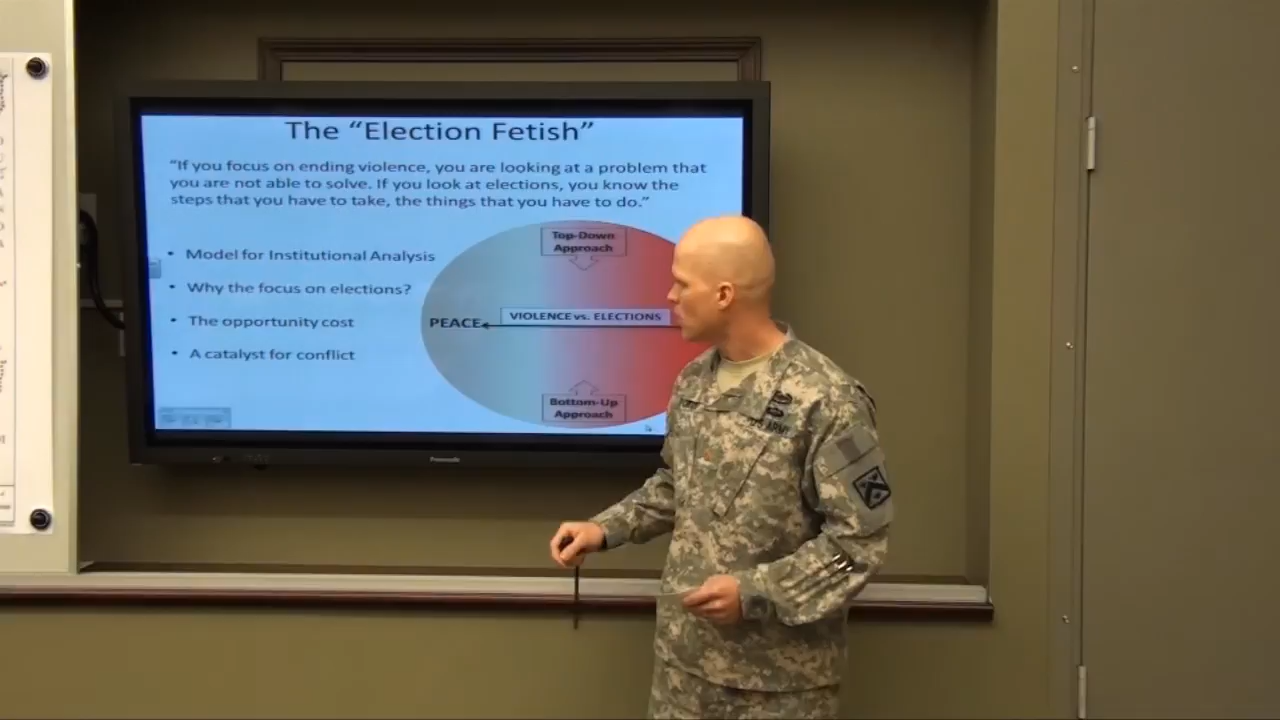 The “Election Fetish”
“If you focus on ending violence, you are looking at a problem that
you are not able to solve. If you look at elections, you know the
steps that you have to take, the things that you have to do.”
• Model for Institutional Analysis
• Why the focus on elections?
• The opportunity cost
• A catalyst for conflict
Top-Down
Approach
VIOLENCE vs. ELECTIONS
PEACE
Bottom-Up
Approach
Panasonic
U.S. ARMY